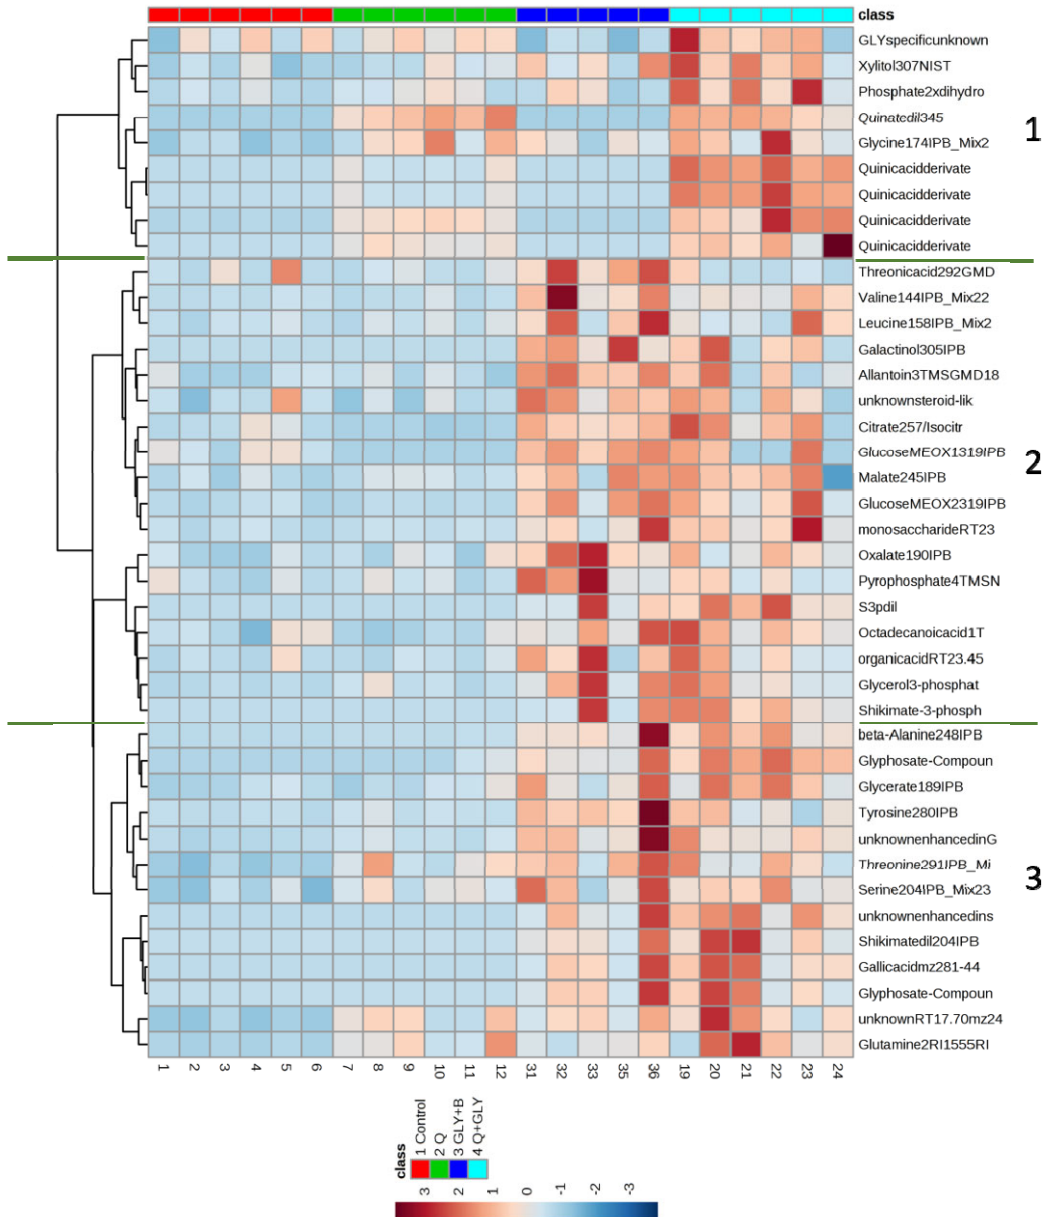 class
GLYspecificunknown
Xylitol307NIST
Phosphate2xdihydro
Quinatedil345
Glycine174IPB_Mix2
Quinicacidderivate
Quinicacidderivate
Quinicacidderivate
Quinicacidderivate
1
Threonicacid292GMD
Valine144IPB_Mix22
Leucine158IPB_Mix2
Galactinol305IPB
Allantoin3TMSGMD18
unknownsteroid-lik
Citrate257/Isocitr
GlucoseMEOX1319IPB
Malate245IPB
GlucoseMEOX2319IPB
monosaccharideRT23
Oxalate190IPB
Pyrophosphate4TMSN
S3pdil
Octadecanoicacid1T
organicacidRT23.45
Glycerol3-phosphat
Shikimate-3-phosph
2
beta-Alanine248IPB
Glyphosate-Compoun
Glycerate189IPB
Tyrosine280IPB
unknownenhancedinG
Threonine291IPB_Mi
Serine204IPB_Mix23
unknownenhancedins
Shikimatedil204IPB
Gallicacidmz281-44
Glyphosate-Compoun
unknownRT17.70mz24
Glutamine2RI1555RI
3
1 2 3 4 5 6 7 8 9 10 11 12 31 32 33 35 36 19 20 21 22 23 24
class
1 Control
2 Q
3 GLY+B
4 Q+GLY
3 2 1 0 -1 -2 -3